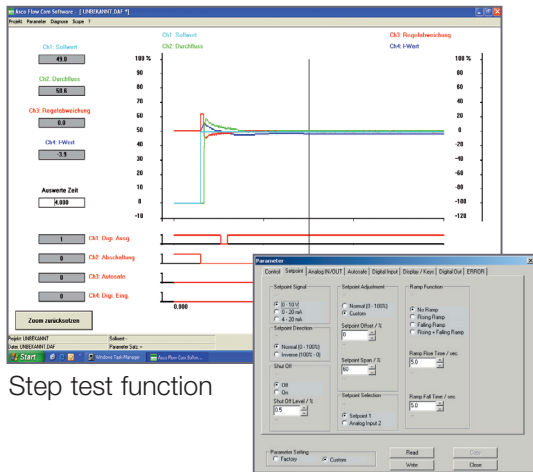 Asco Flow Com Software - [ UNBEKANNT.DAF *]
Projekt Parameter Diagnose Scope ?
Ch1: Sollwert
49.0
Ch2: Durchfluss
50.6
Ch3: Regelabweichung
0.0
Ch4: I-Wert
-3.9
Auswerte Zeit
4.000
1
Ch1: Digi. Ausg
0
Ch2: Abschaltung
0
Ch3: Autosafe
0
Ch4: Digi. Eing.
Zoom zurücksetzen
Ch1: Sollwert
Ch2: Durchfluss
Ch3: Regelabweichung
Ch4: I-Wert
100 %
90
80
70
60
50
40
30
20
10
0
-10
100 %
80
60
40
20
0
-20
-40
-60
-80
-100
-120
1
0.000
Projekt: UNBEKANNT
Datei: UNBEKANNT.DAF
Sollwert --
Parameter Satz: --
Start
Windows Task-Manager
Asco Flow Com Softw...
Parameter
Control Setpoint Analog IN/OUT Autosafe Digital Input Display / Keys Digital Out ERROR
Setpoint Signal
0 - 10 V
0 - 20 mA
4 - 20 mA
Setpoint Direction
Normal (0 - 100%)
Inverse (100% - 0)
Shut Off
Off
On
Shut Off Level / %
0.5
Setpoint Adjustment
Normal (0 - 100%)
Custom
Setpoint Offset / %
0
Setpoint Span / %
60
Setpoint Selection
Setpoint 1
Analog Input 2
Ramp Function
No Ramp
Rising Ramp
Falling Ramp
Rising + Falling Ramp
Ramp Rise Time / sec.
5.0
Ramp Fall Time / sec.
5.0
Parameter Setting
Factory
Custom
Read
Copy
Write
Close
Step test function